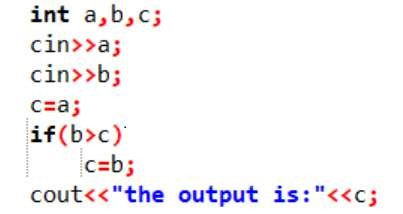 int a,b,c;
cin>>a;
cin>>b;
c=a;
if(b>c)
c=b;
cout<<"the output is:"<<c;